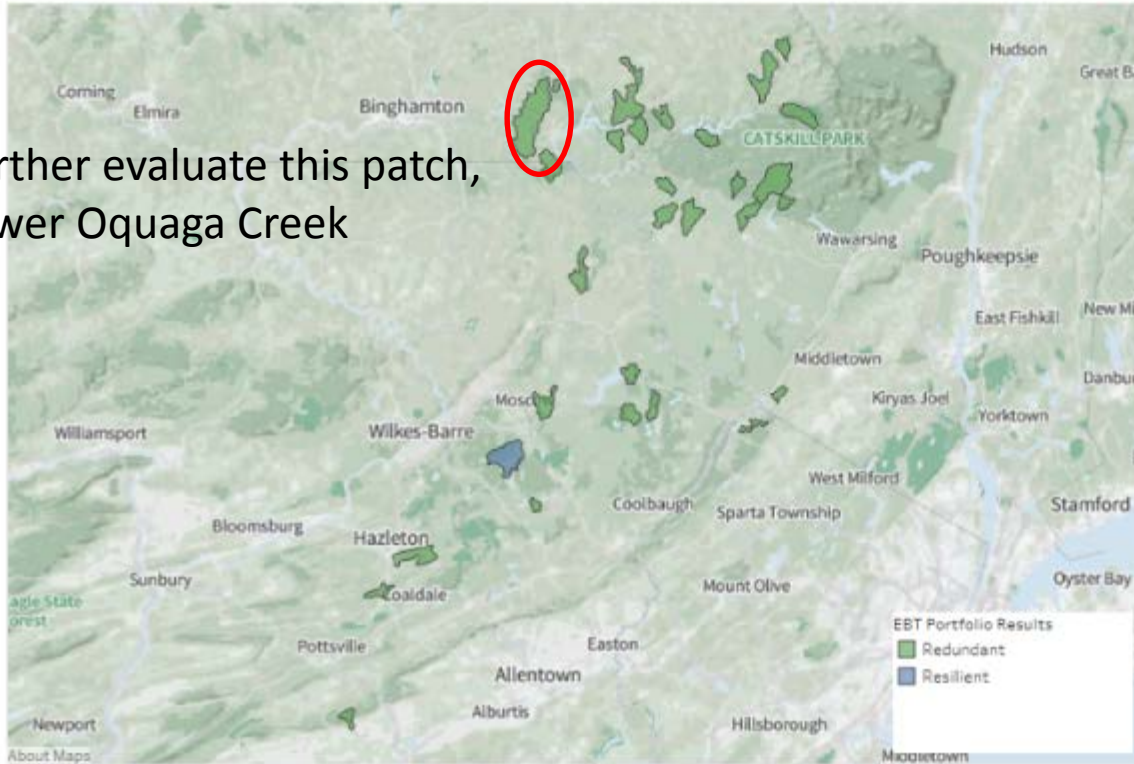 Hudson
Great B
Coming
Elmira
Binghamton
CATSKILL PARK
rther evaluate this patch,
wer Oquaga Creek
Wawarsing
Poughkeepsie
East Fishkill
New Mi
Middletown
Danbu
Mosc
Kiryas Joel
Yorktown
Williamsport
Wilkes-Barre
West Milford
Coolbaugh
Sparta Township
Stamford
Bloomsburg
Hazleton
Sunbury
Coaldale
Mount Olive
Oyster Bay
agle State
orest
EBT Portfolio Results
Redundant
Resilient
Pottsville
Easton
Allentown
Alburtis
Newport
Hillsborough
About Maps
Middletown